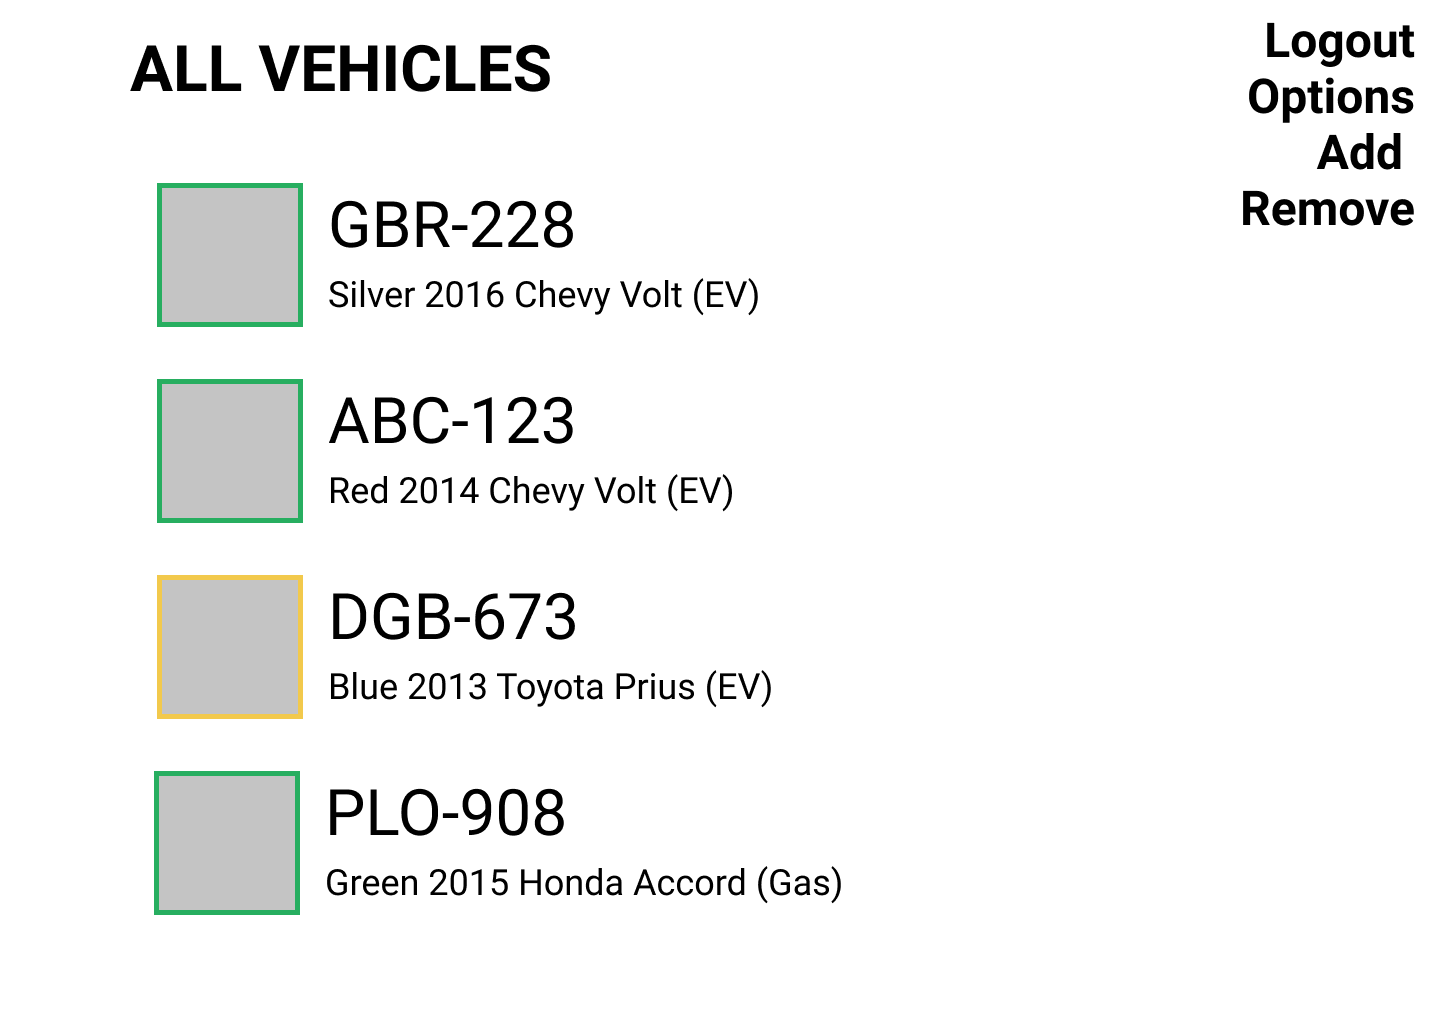 ALL VEHICLES
Logout
Options
Add
Remove
GBR-228
Silver 2016 Chevy Volt (EV)
ABC-123
Red 2014 Chevy Volt (EV)
DGB-673
Blue 2013 Toyota Prius (EV)
PLO-908
Green 2015 Honda Accord (Gas)